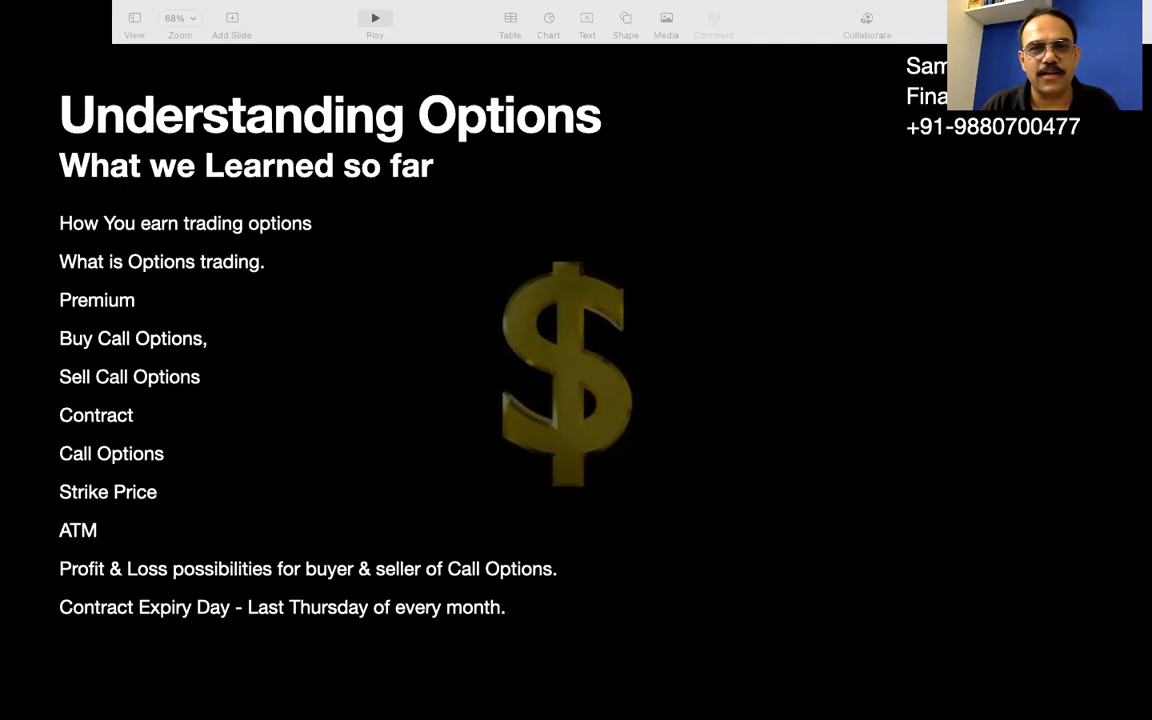 68%
View
Zoom
Add Slide
Play
Table
Chart
Text
Shape
Media
Comment
Collaborate
Understanding Options
What we Learned so far
+91-9880700477
How You earn trading options
What is Options trading.
Premium
Buy Call Options,
Sell Call Options
Contract
Call Options
Strike Price
ATM
Profit & Loss possibilities for buyer & seller of Call Options.
Contract Expiry Day - Last Thursday of every month.
$